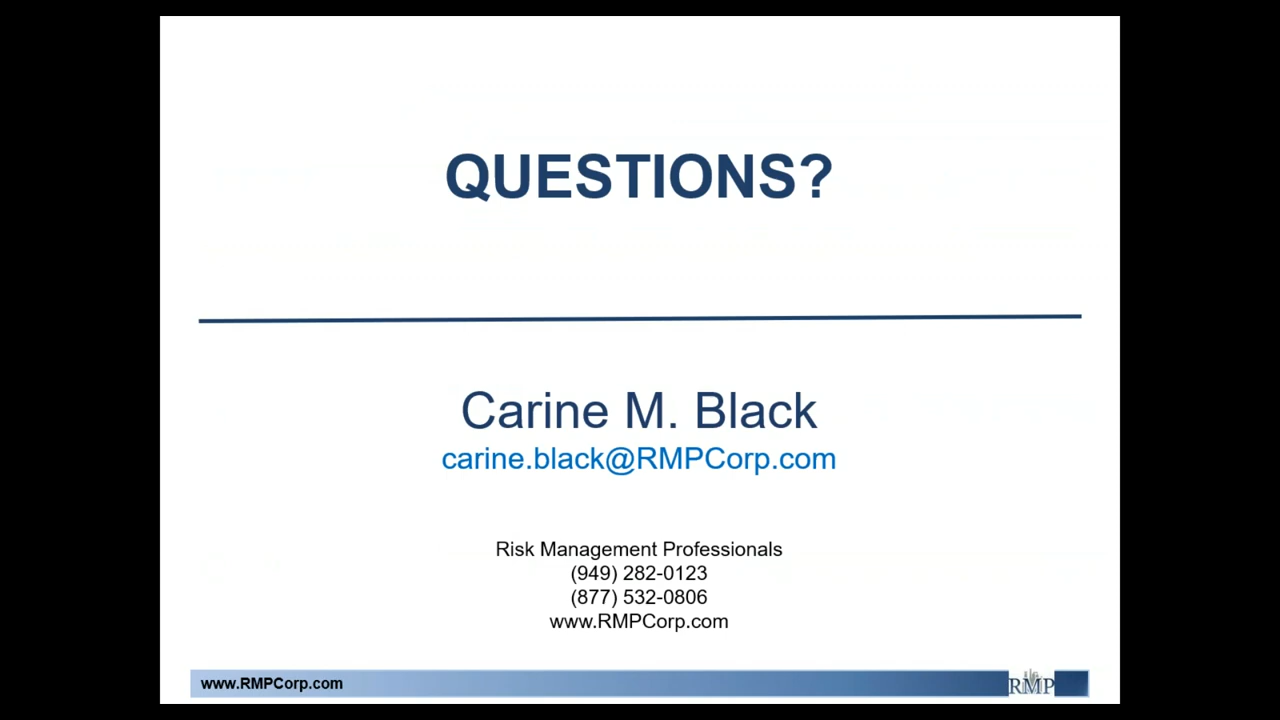 QUESTIONS?
Carine M. Black
carine.black@RMPCorp.com
Risk Management Professionals
(949) 282-0123
(877) 532-0806
www.RMPCorp.com
www.RMPCorp.com
RMP